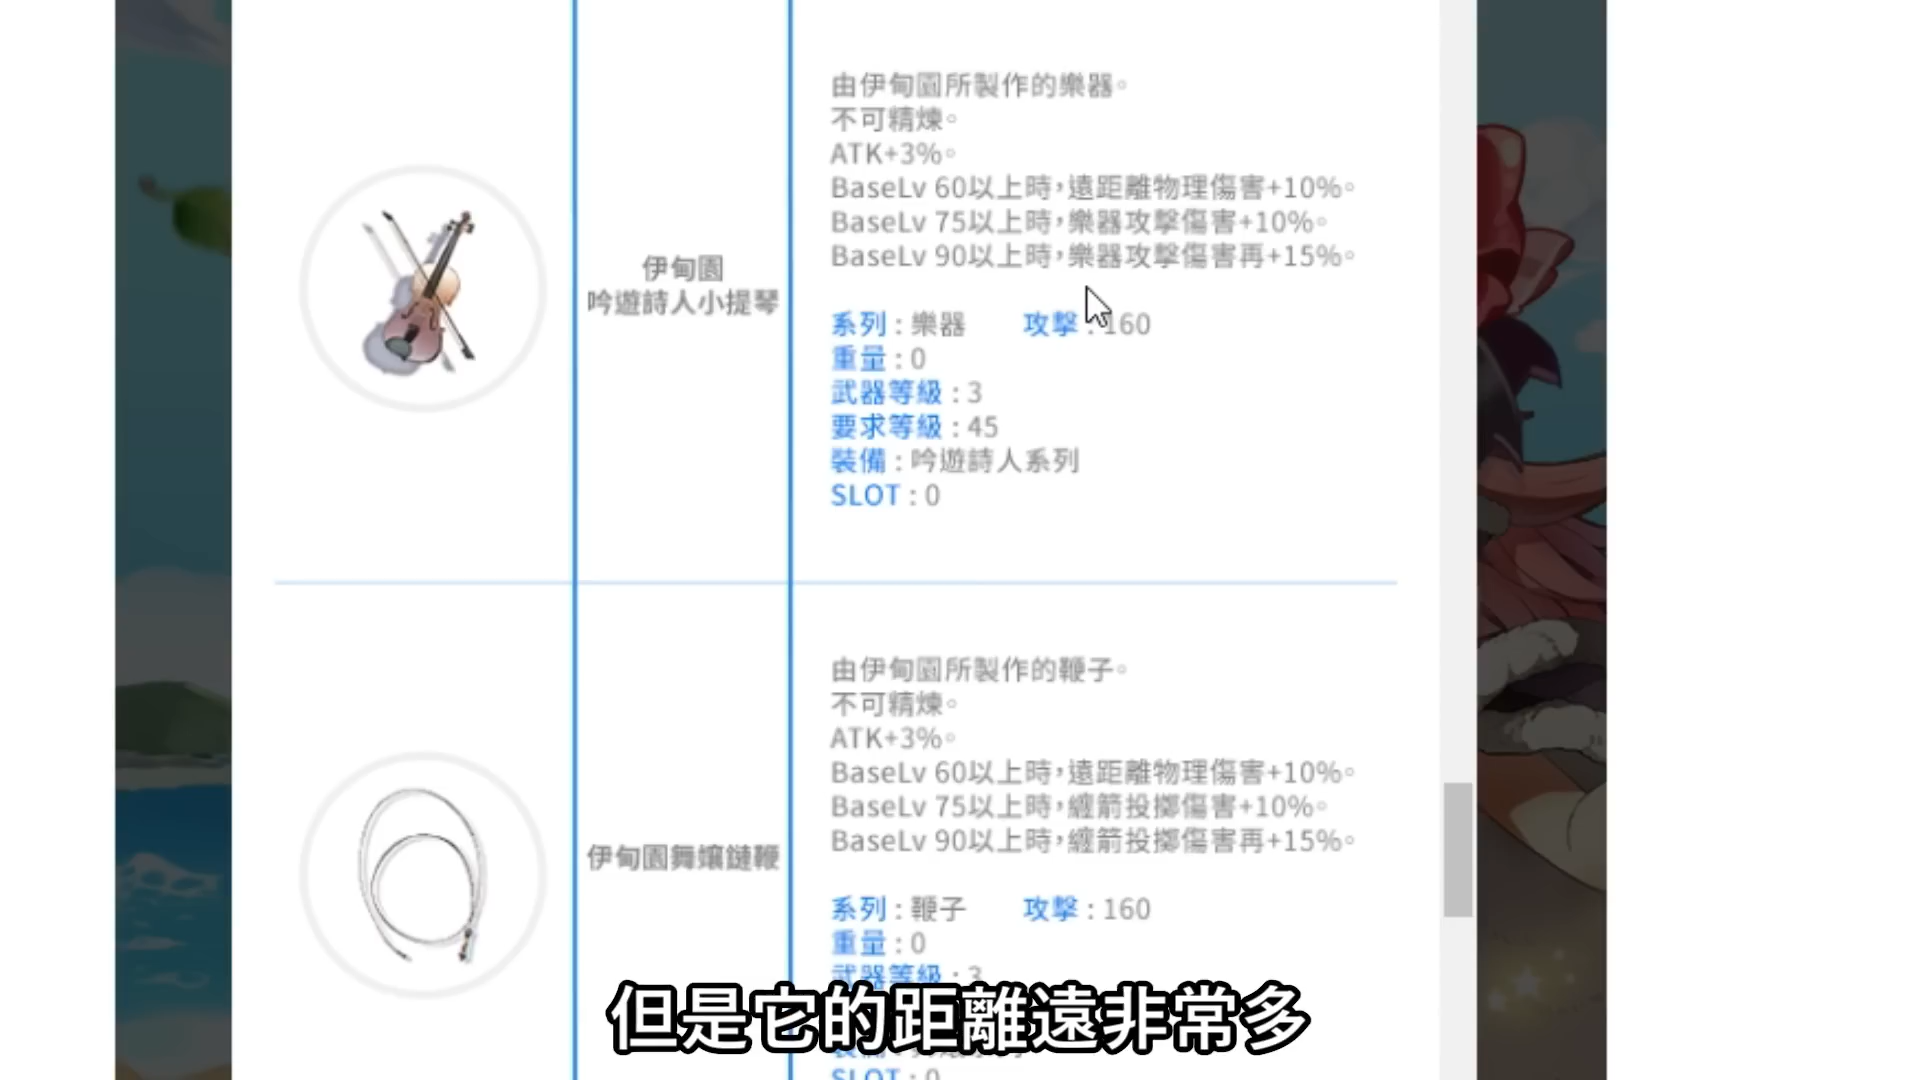 由伊甸園所製作的樂器。
不可精煉。
ATK+3%。
BaseLv 60以上時，遠距離物理傷害+10%。
BaseLv 75以上時，樂器攻擊傷害+10%。
BaseLv 90以上時，樂器攻擊傷害再+15%。
伊甸園
吟遊詩人小提琴
系列 : 樂器 攻擊 : 160
重量 : 0
武器等級 : 3
要求等級 : 45
裝備 : 吟遊詩人系列
SLOT : 0
由伊甸園所製作的鞭子。
不可精煉。
ATK+3%。
BaseLv 60以上時，遠距離物理傷害+10%。
BaseLv 75以上時，纏箭投擲傷害+10%。
BaseLv 90以上時，纏箭投擲傷害再+15%。
伊甸園舞孃鏈鞭
系列 : 鞭子 攻擊 : 160
重量 : 0
武器等級 : 3
但是它的距離遠非常多
SLOT : 0